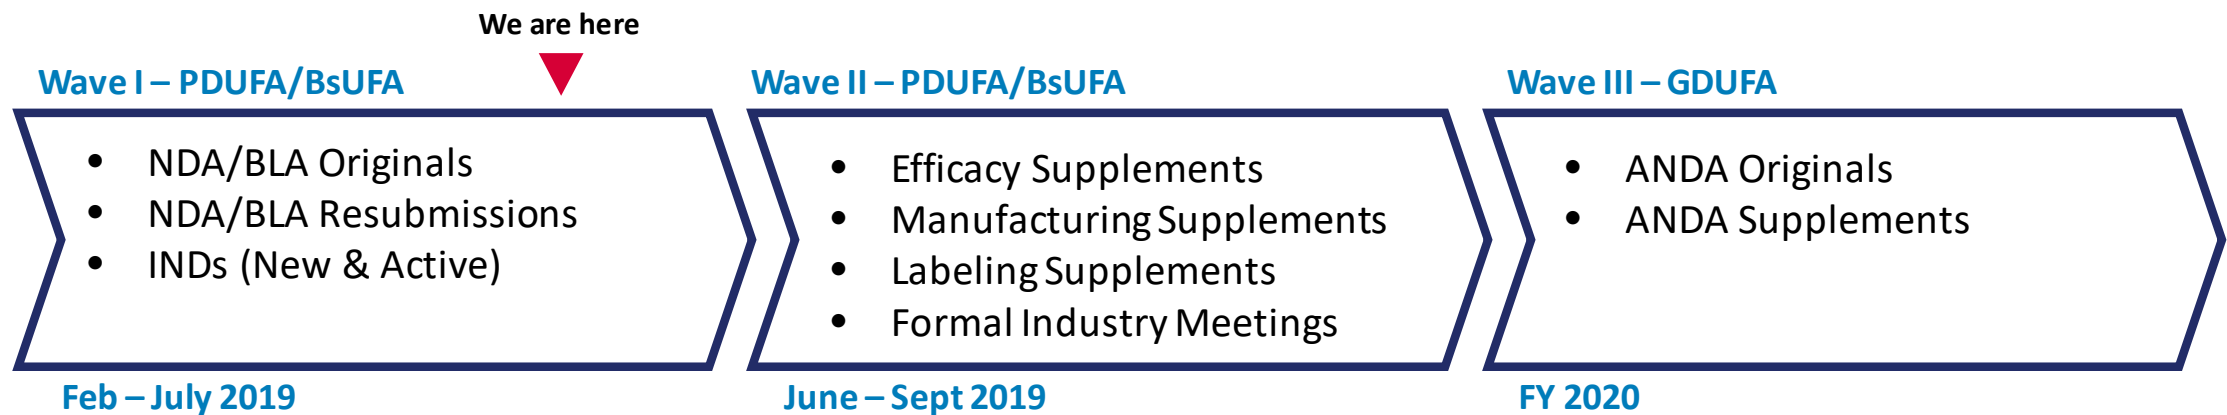 We are here
Wave I – PDUFA/BsUFA
• NDA/BLA Originals
• NDA/BLA Resubmissions
• INDs (New & Active)
Feb – July 2019
Wave II – PDUFA/BsUFA
• Efficacy Supplements
• Manufacturing Supplements
• Labeling Supplements
• Formal Industry Meetings
June – Sept 2019
Wave III – GDUFA
• ANDA Originals
• ANDA Supplements
FY 2020